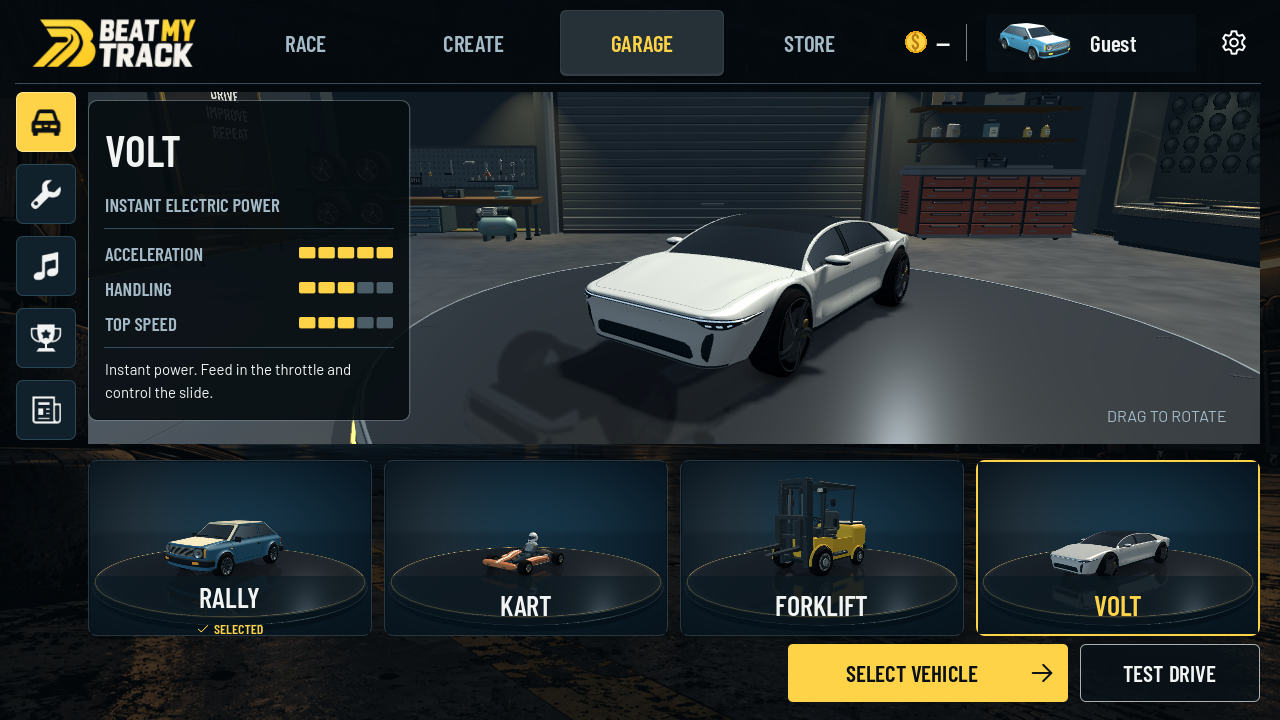 BEATMY
TRACK
RACE
CREATE
GARAGE
STORE
$ –
Guest
DRIVE
IMPROVE
REPEAT
VOLT
INSTANT ELECTRIC POWER
ACCELERATION
HANDLING
TOP SPEED
Instant power. Feed in the throttle and
control the slide.
DRAG TO ROTATE
RALLY
SELECTED
KART
FORKLIFT
VOLT
SELECT VEHICLE
TEST DRIVE